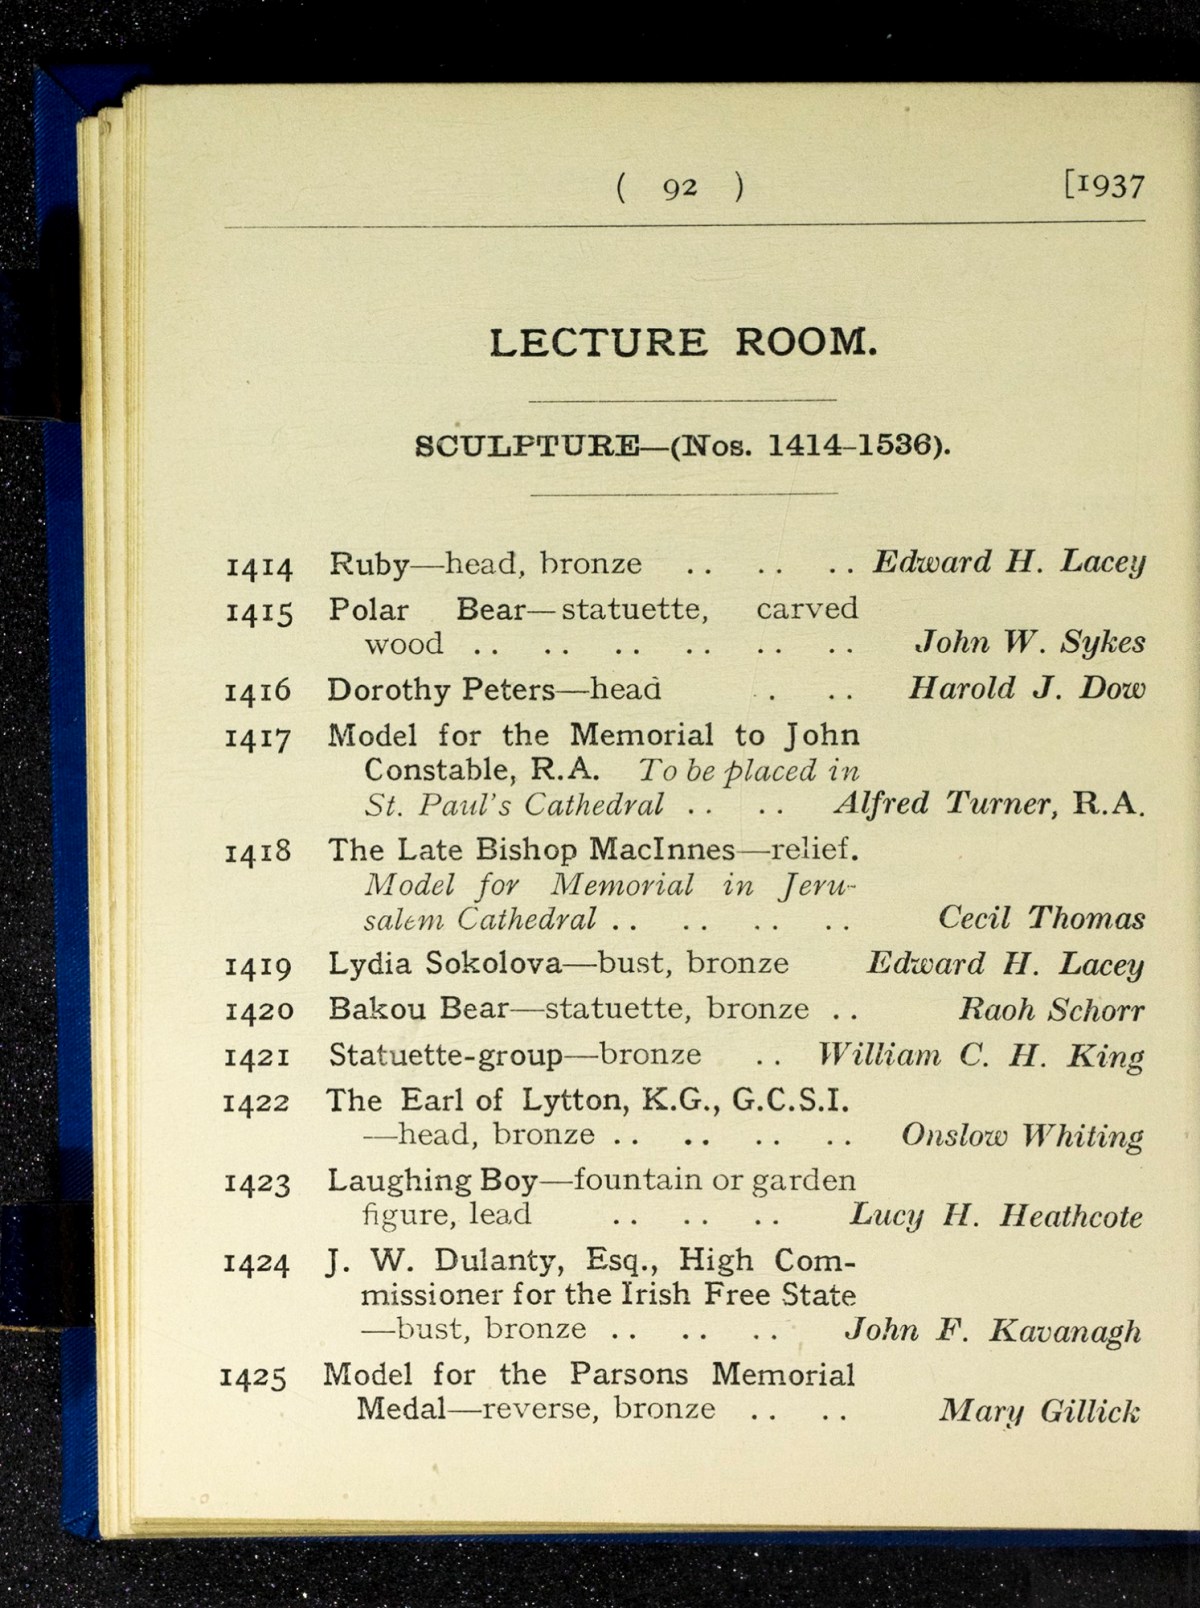 ( 92 ) [1937
LECTURE ROOM.
SCULPTURE—(Nos. 1414–1536).
1414 Ruby—head, bronze .. .. .. Edward H. Lacey
1415 Polar Bear—statuette, carved
wood .. .. .. .. .. .. John W. Sykes
1416 Dorothy Peters—head . .. Harold J. Dow
1417 Model for the Memorial to John
Constable, R.A. To be placed in
St. Paul's Cathedral .. .. Alfred Turner, R.A.
1418 The Late Bishop MacInnes—relief.
Model for Memorial in Jeru-
salem Cathedral .. .. .. .. Cecil Thomas
1419 Lydia Sokolova—bust, bronze Edward H. Lacey
1420 Bakou Bear—statuette, bronze .. Raoh Schorr
1421 Statuette-group—bronze .. William C. H. King
1422 The Earl of Lytton, K.G., G.C.S.I.
—head, bronze .. .. .. .. Onslow Whiting
1423 Laughing Boy—fountain or garden
figure, lead .. .. .. Lucy H. Heathcote
1424 J. W. Dulanty, Esq., High Com-
missioner for the Irish Free State
—bust, bronze .. .. .. John F. Kavanagh
1425 Model for the Parsons Memorial
Medal—reverse, bronze .. .. Mary Gillick